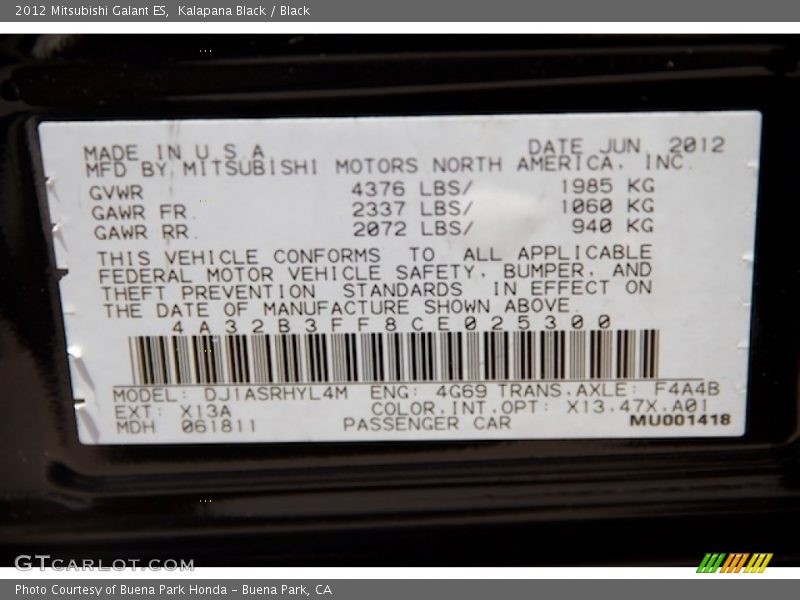 2012 Mitsubishi Galant ES, Kalapana Black / Black
MADE IN U.S.A. DATE JUN. 2012
MFD BY MITSUBISHI MOTORS NORTH AMERICA, INC.
GVWR 4376 LBS/ 1985 KG
GAWR FR. 2337 LBS/ 1060 KG
GAWR RR. 2072 LBS/ 940 KG
THIS VEHICLE CONFORMS TO ALL APPLICABLE
FEDERAL MOTOR VEHICLE SAFETY, BUMPER, AND
THEFT PREVENTION STANDARDS IN EFFECT ON
THE DATE OF MANUFACTURE SHOWN ABOVE.
4A32B3FF8CE025300
MODEL: DJ1ASRHYL4M ENG: 4G69 TRANS.AXLE: F4A4B
EXT: X13A COLOR.INT.OPT: X13.47X.A01
MDH 061811 PASSENGER CAR MU001418
GTCARLOT.COM
Photo Courtesy of Buena Park Honda – Buena Park, CA